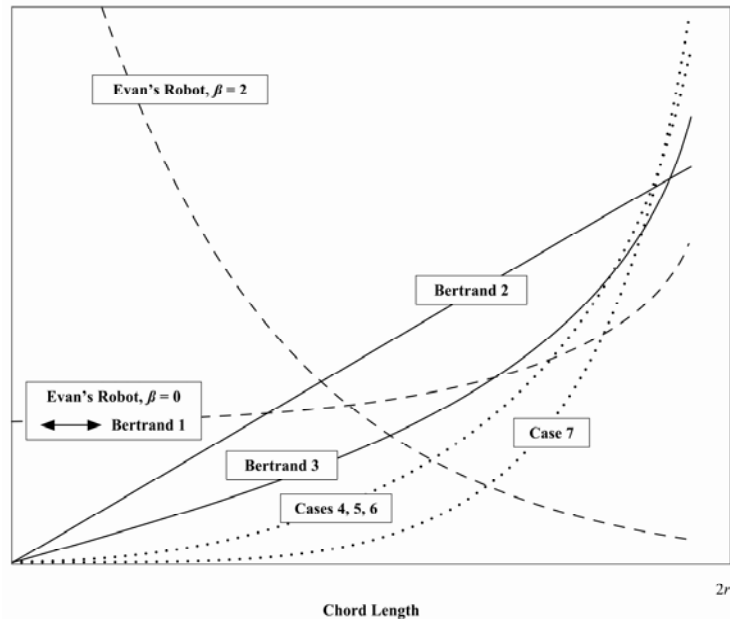 Evan's Robot, β = 2
Bertrand 2
Evan's Robot, β = 0
Bertrand 1
Case 7
Bertrand 3
Cases 4, 5, 6
2r
Chord Length